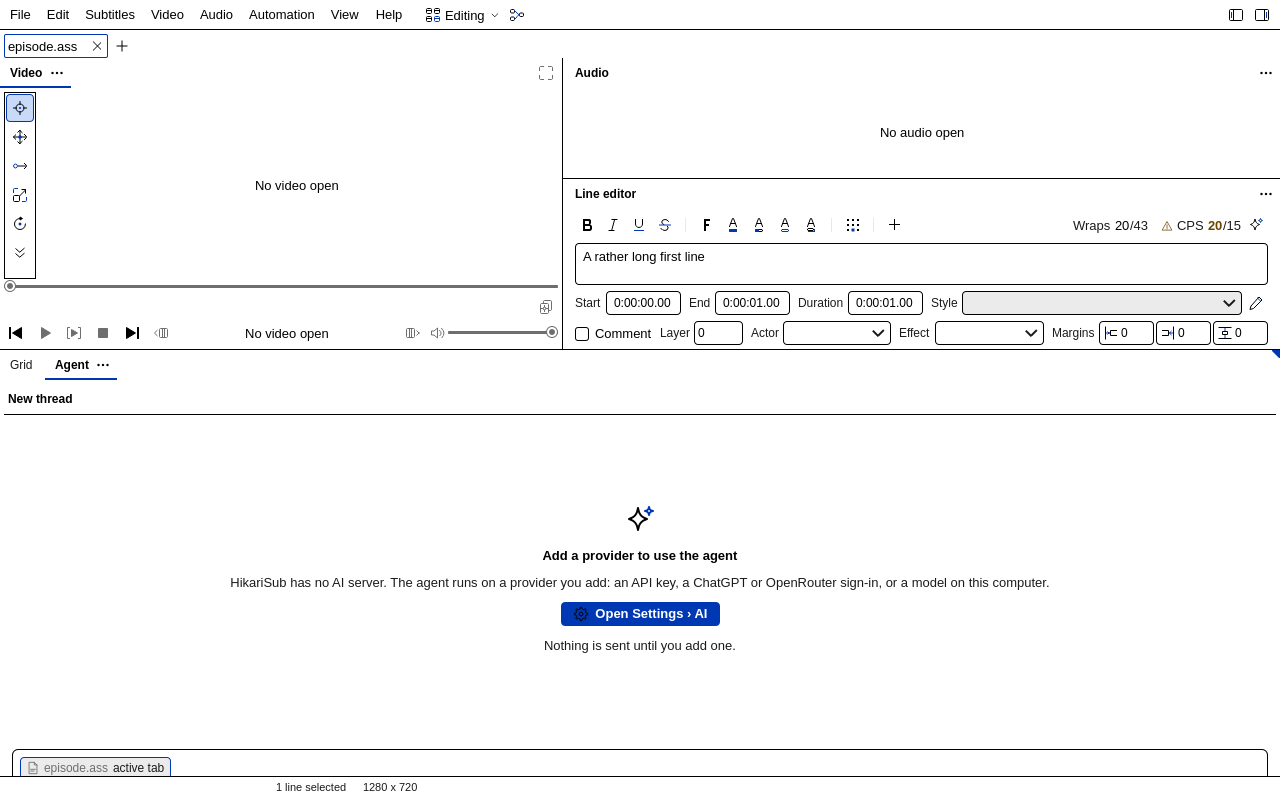 File Edit Subtitles Video Audio Automation View Help Editing
episode.ass
Video
Audio
No audio open
No video open
Line editor
B I U S F A A A A Wraps 20/43 CPS 20/15
A rather long first line
Start 0:00:00.00 End 0:00:01.00 Duration 0:00:01.00 Style
No video open
Comment Layer 0 Actor Effect Margins 0 0 0
Grid Agent
New thread
Add a provider to use the agent
HikariSub has no AI server. The agent runs on a provider you add: an API key, a ChatGPT or OpenRouter sign-in, or a model on this computer.
Open Settings › AI
Nothing is sent until you add one.
episode.ass active tab
1 line selected 1280 x 720